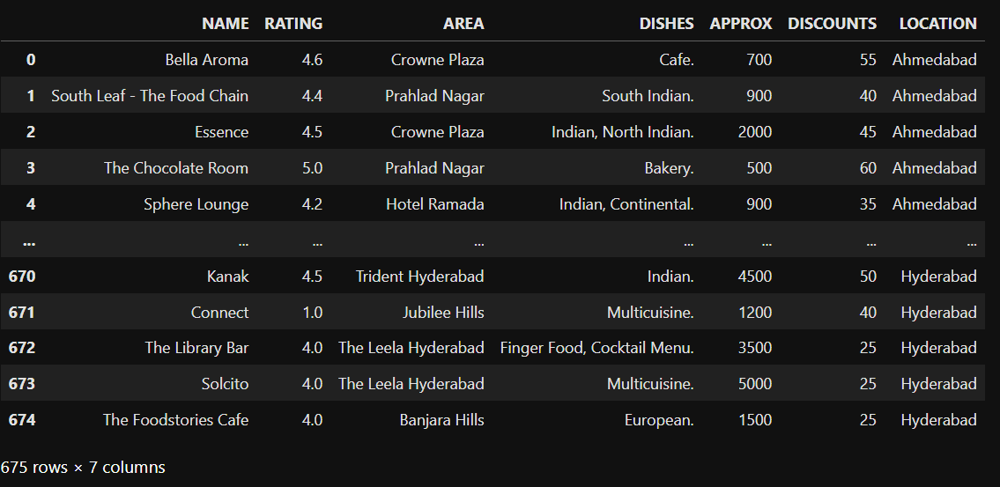 NAME RATING AREA DISHES APPROX DISCOUNTS LOCATION
0 Bella Aroma 4.6 Crowne Plaza Cafe. 700 55 Ahmedabad
1 South Leaf - The Food Chain 4.4 Prahlad Nagar South Indian. 900 40 Ahmedabad
2 Essence 4.5 Crowne Plaza Indian, North Indian. 2000 45 Ahmedabad
3 The Chocolate Room 5.0 Prahlad Nagar Bakery. 500 60 Ahmedabad
4 Sphere Lounge 4.2 Hotel Ramada Indian, Continental. 900 35 Ahmedabad
... ... ... ... ... ... ... ...
670 Kanak 4.5 Trident Hyderabad Indian. 4500 50 Hyderabad
671 Connect 1.0 Jubilee Hills Multicuisine. 1200 40 Hyderabad
672 The Library Bar 4.0 The Leela Hyderabad Finger Food, Cocktail Menu. 3500 25 Hyderabad
673 Solcito 4.0 The Leela Hyderabad Multicuisine. 5000 25 Hyderabad
674 The Foodstories Cafe 4.0 Banjara Hills European. 1500 25 Hyderabad
675 rows × 7 columns